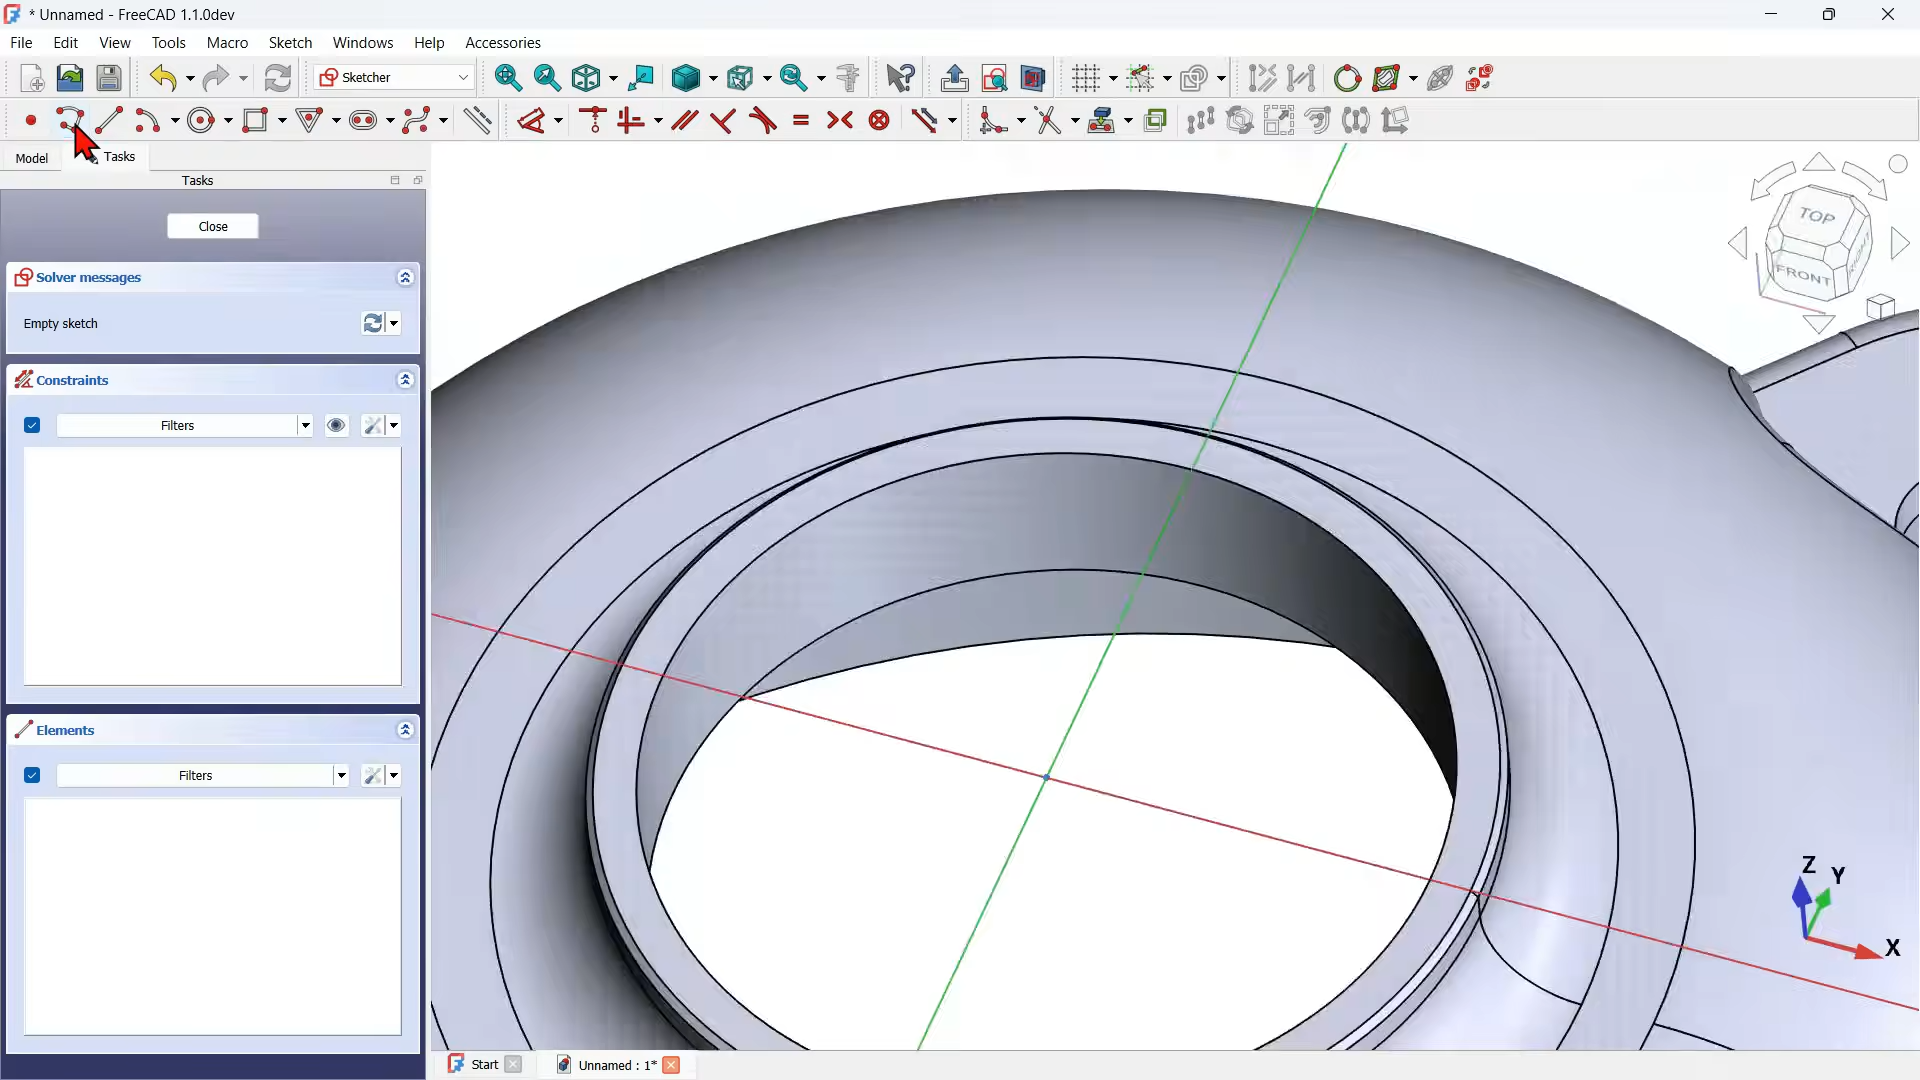 * Unnamed - FreeCAD 1.1.0dev
File Edit View Tools Macro Sketch Windows Help Accessories
Sketcher
Model Tasks
Tasks
Close
Solver messages
Empty sketch
Constraints
Filters
Elements
Filters
TOP
FRONT
RIGHT
Z Y
X
Start Unnamed : 1*